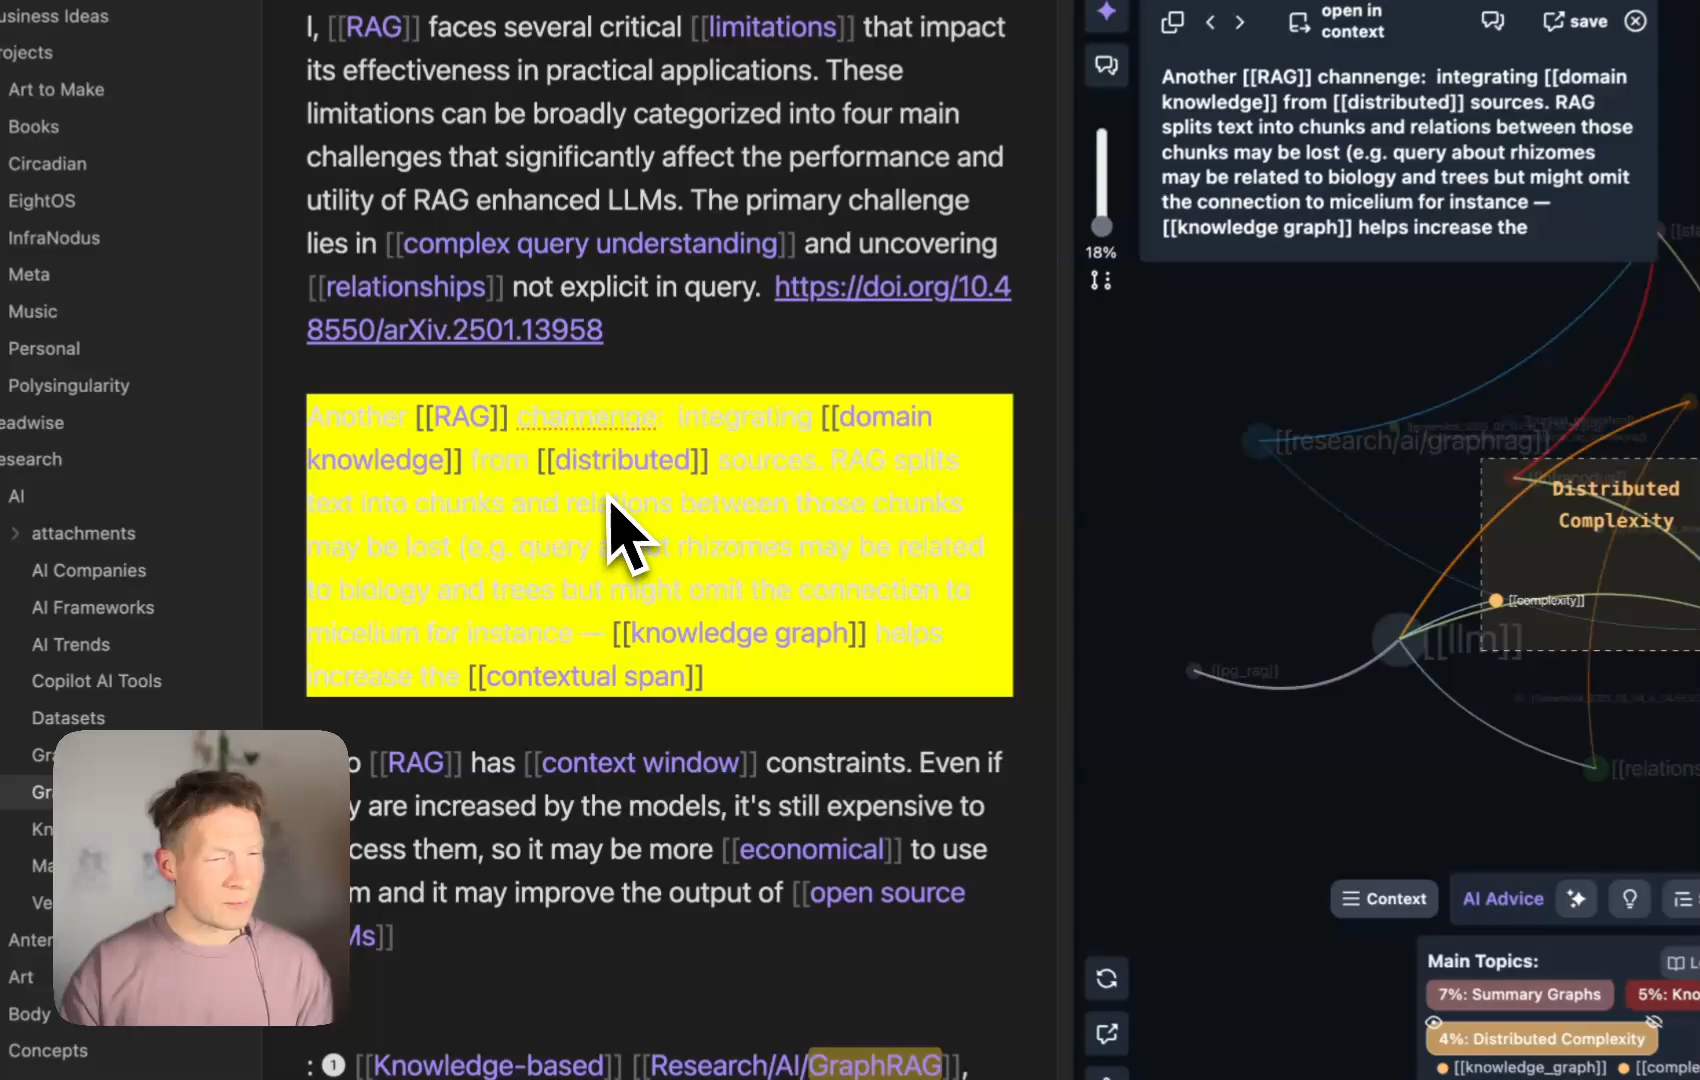 usiness Ideas
rojects
Art to Make
Books
Circadian
EightOS
InfraNodus
Meta
Music
Personal
Polysingularity
eadwise
esearch
AI
attachments
AI Companies
AI Frameworks
AI Trends
Copilot AI Tools
Datasets
Gra
Gr
Kn
Ma
Ve
Anter
Art
Body
Concepts
l, [[RAG]] faces several critical [[limitations]] that impact
its effectiveness in practical applications. These
limitations can be broadly categorized into four main
challenges that significantly affect the performance and
utility of RAG enhanced LLMs. The primary challenge
lies in [[complex query understanding]] and uncovering
[[relationships]] not explicit in query. https://doi.org/10.4
8550/arXiv.2501.13958
Another [[RAG]] channenge: integrating [[domain
knowledge]] from [[distributed]] sources. RAG splits
text into chunks and relations between those chunks
may be lost (e.g. query about rhizomes may be related
to biology and trees but might omit the connection to
micelium for instance — [[knowledge graph]] helps
increase the [[contextual span]]
o [[RAG]] has [[context window]] constraints. Even if
y are increased by the models, it's still expensive to
cess them, so it may be more [[economical]] to use
m and it may improve the output of [[open source
Ms]]
: 1 [[Knowledge-based]] [[Research/AI/GraphRAG]],
18%
open in
context
save
Another [[RAG]] channenge: integrating [[domain
knowledge]] from [[distributed]] sources. RAG
splits text into chunks and relations between those
chunks may be lost (e.g. query about rhizomes
may be related to biology and trees but might omit
the connection to micelium for instance —
[[knowledge graph]] helps increase the
[[sta
[[research/ai/graphrag]]
Distributed
Complexity
[[complexity]]
[[llm]]
[[pg_rag]]
[[relations
Context
AI Advice
Main Topics:
7%: Summary Graphs
5%: Kno
4%: Distributed Complexity
[[knowledge_graph]]
[[comple